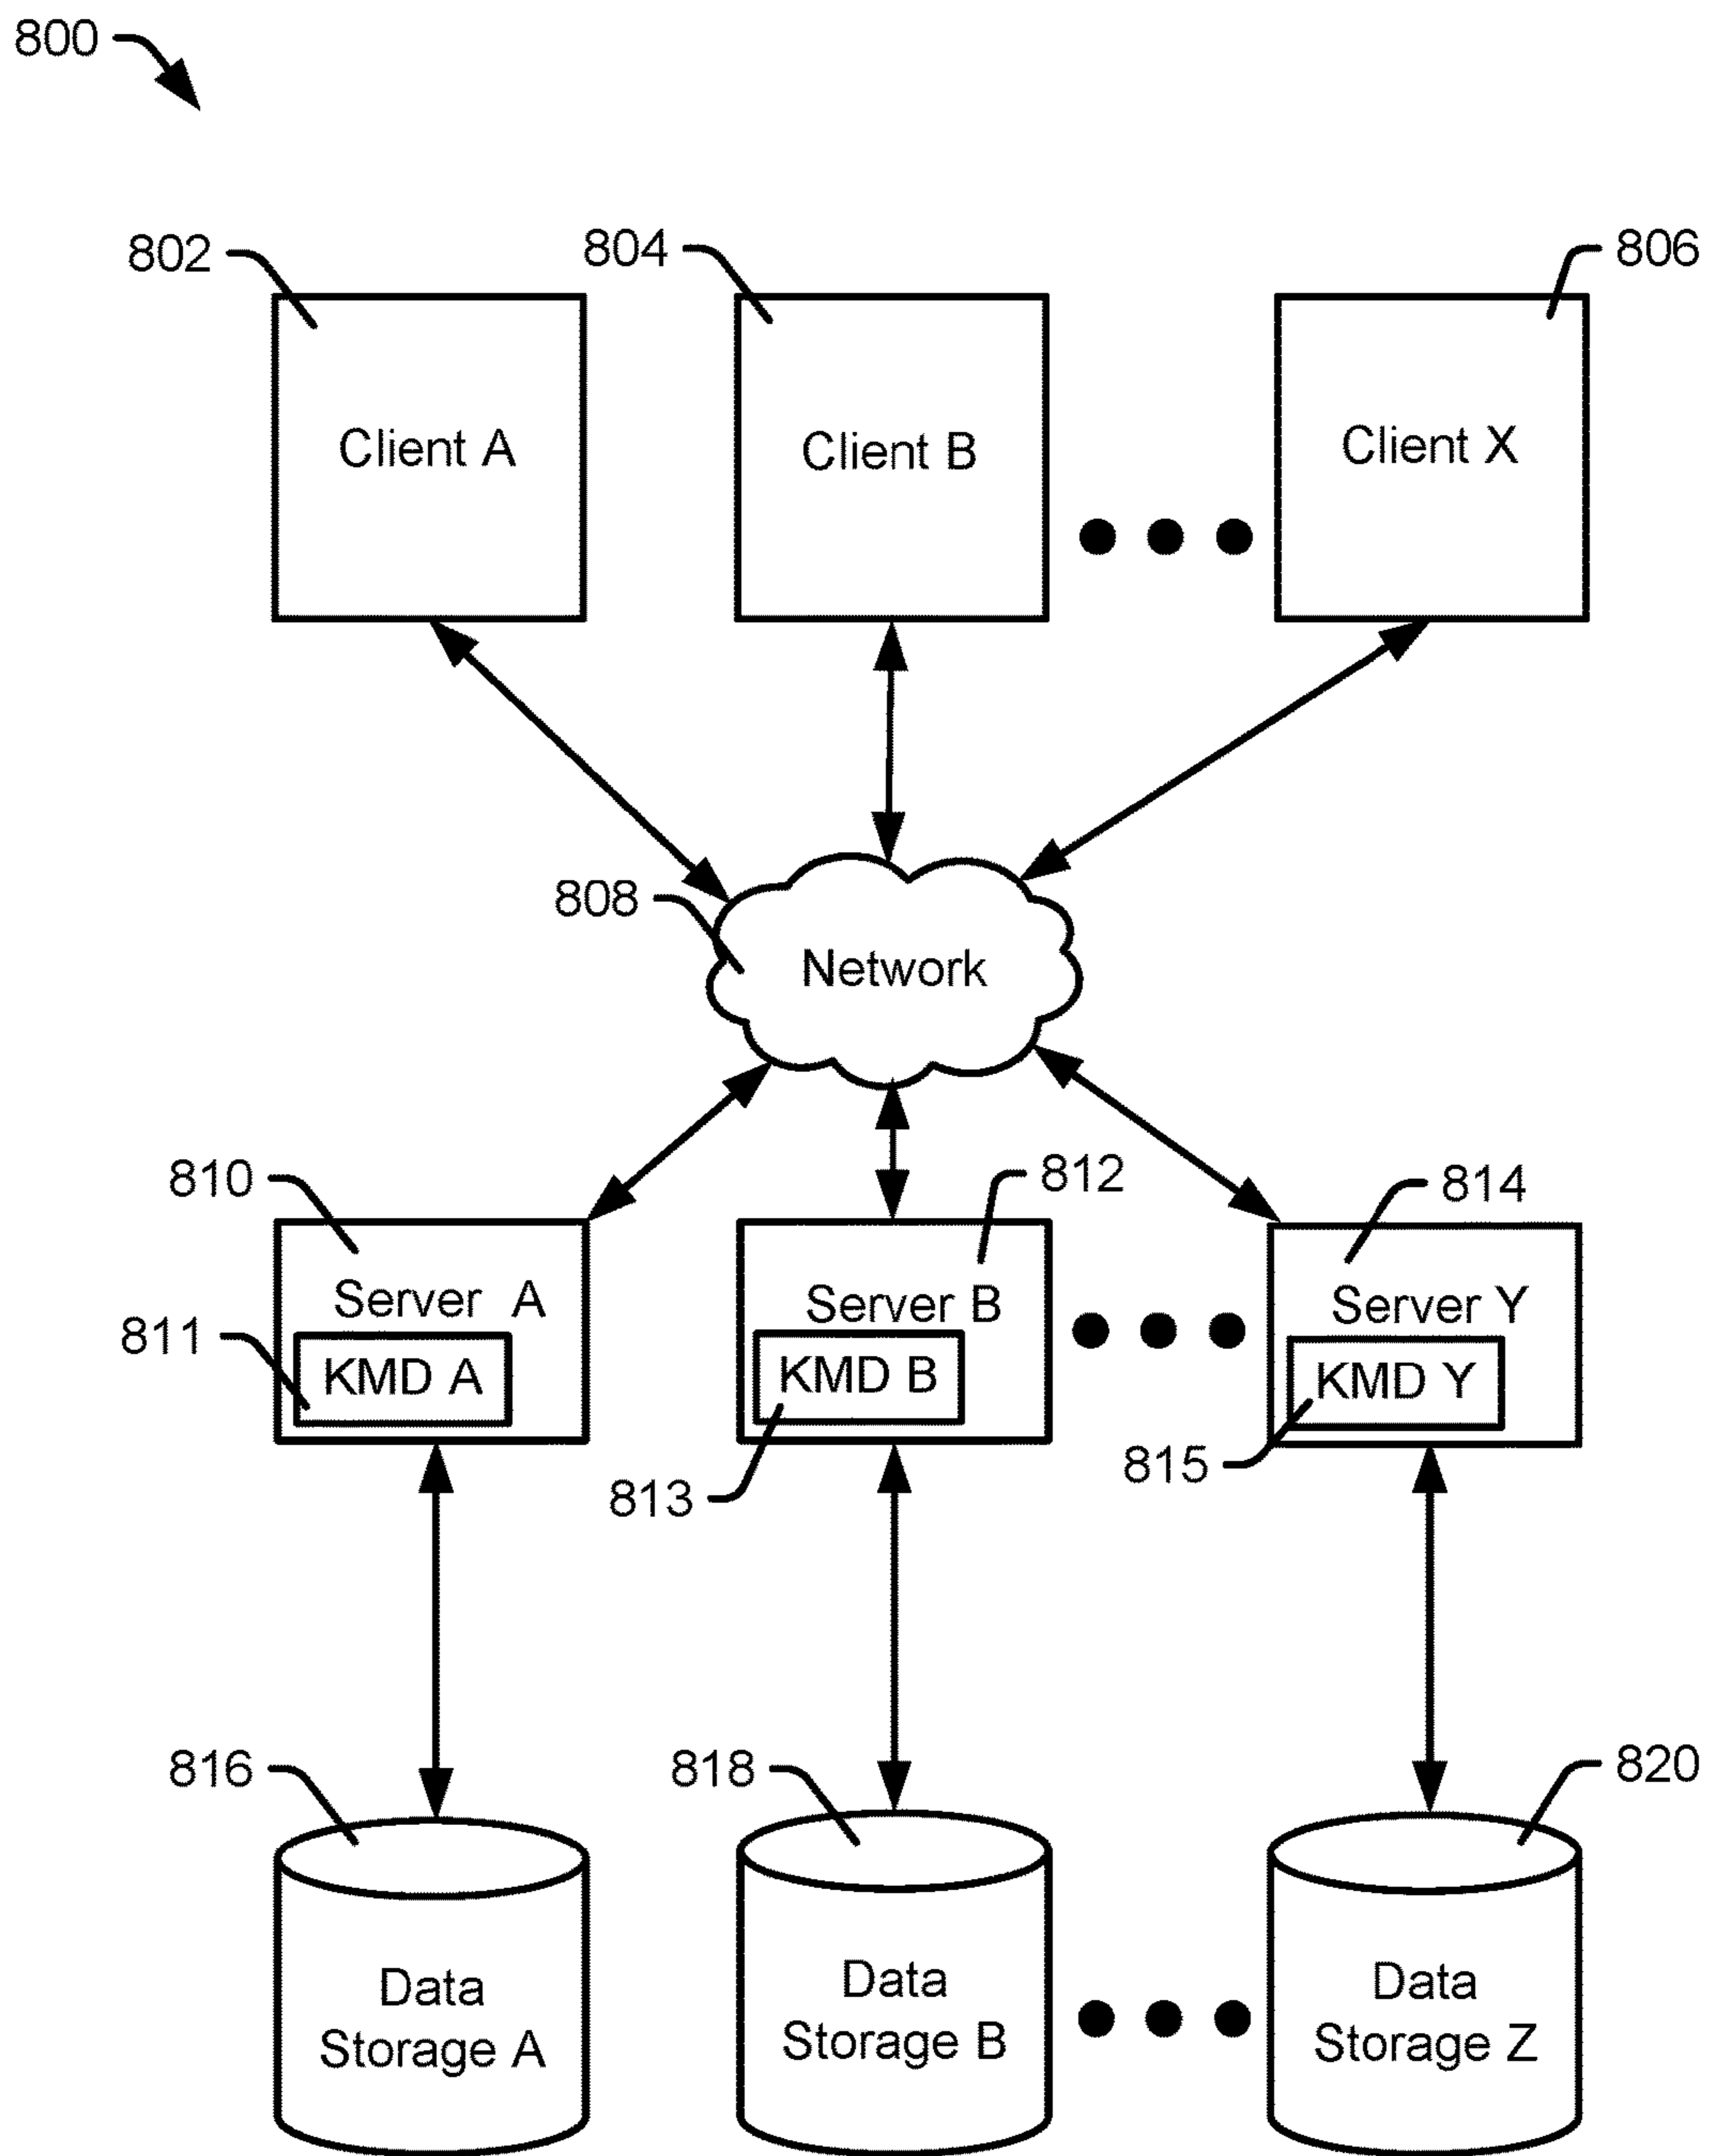 800
802
804
806
Client A
Client B
Client X
808
Network
810
812
814
Server A
Server B
Server Y
811
KMD A
KMD B
KMD Y
813
815
816
818
820
Data
Storage A
Data
Storage B
Data
Storage Z